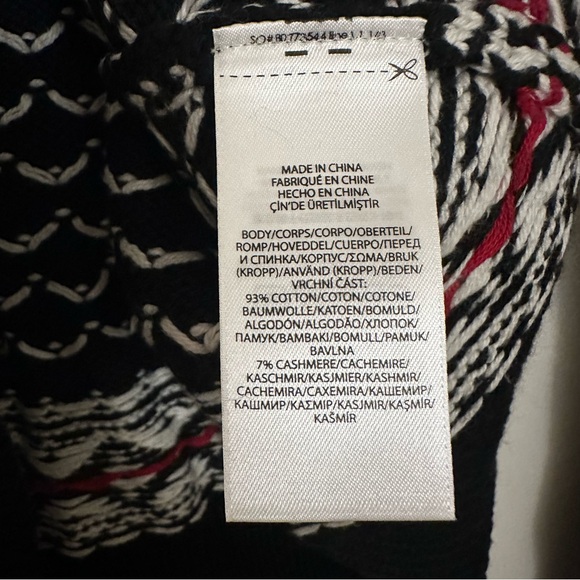 MADE IN CHINA
FABRIQUÉ EN CHINE
HECHO EN CHINA
ÇİN'DE ÜRETİLMİŞTİR
BODY/CORPS/CORPO/OBERTEIL/
ROMP/HOVEDDEL/CUERPO/ПЕРЕД
И СПИНКА/КОРПУС/ΣΩΜΑ/BRUK
(KROPP)/ANVÄND (KROPP)/BEDEN/
VRCHNÍ ČÁST:
93% COTTON/COTON/COTONE/
BAUMWOLLE/KATOEN/BOMULD/
ALGODÓN/ALGODÃO/ХЛОПОК/
ПАМУК/ΒΑΜΒΑΚΙ/BOMULL/PAMUK/
BAVLNA
7% CASHMERE/CACHEMIRE/
KASCHMIR/KASJMIER/KASHMIR/
CACHEMIRA/CAXEMIRA/КАШЕМИР/
КАШМИР/ΚΑΣΜΙΡ/KASJMIR/KAŞMİR/
KAŠMÍR